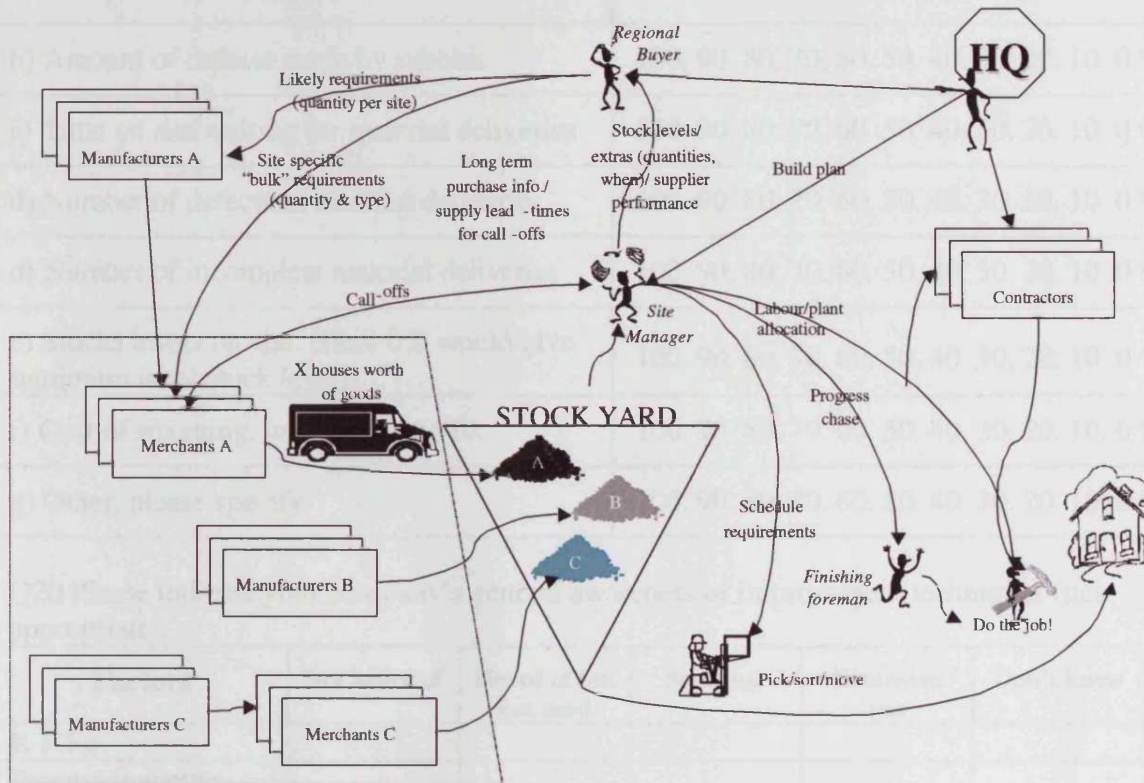 HQ
Regional
Buyer
Likely requirements
(quantity per site)
Manufacturers A
Site specific
"bulk" requirements
(quantity & type)
Long term
purchase info./
supply lead -times
for call -offs
Stock levels/
extras (quantities,
when)/ supplier
performance
Build plan
Contractors
Call-offs
Site
Manager
Labour/plant
allocation
X houses worth
of goods
Merchants A
STOCK YARD
Progress
chase
A
B
C
Schedule
requirements
Manufacturers B
Finishing
foreman
Do the job!
Pick/sort/move
Manufacturers C
Merchants C